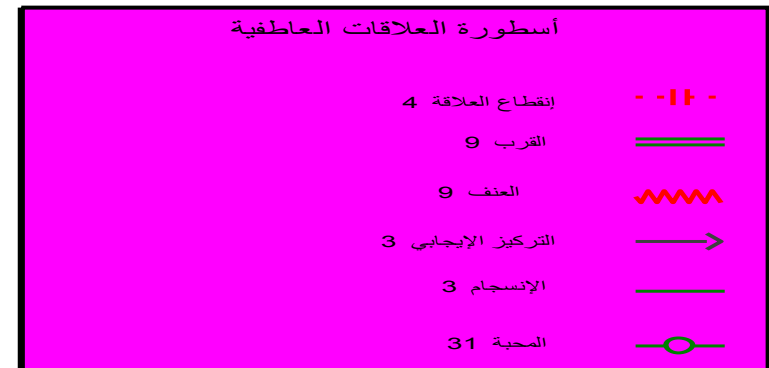 أسطورة العلاقات العاطفية
إنقطاع العلاقة 4
القرب 9
العنف 9
التركيز الإيجابي 3
الإنسجام 3
المحبة 31